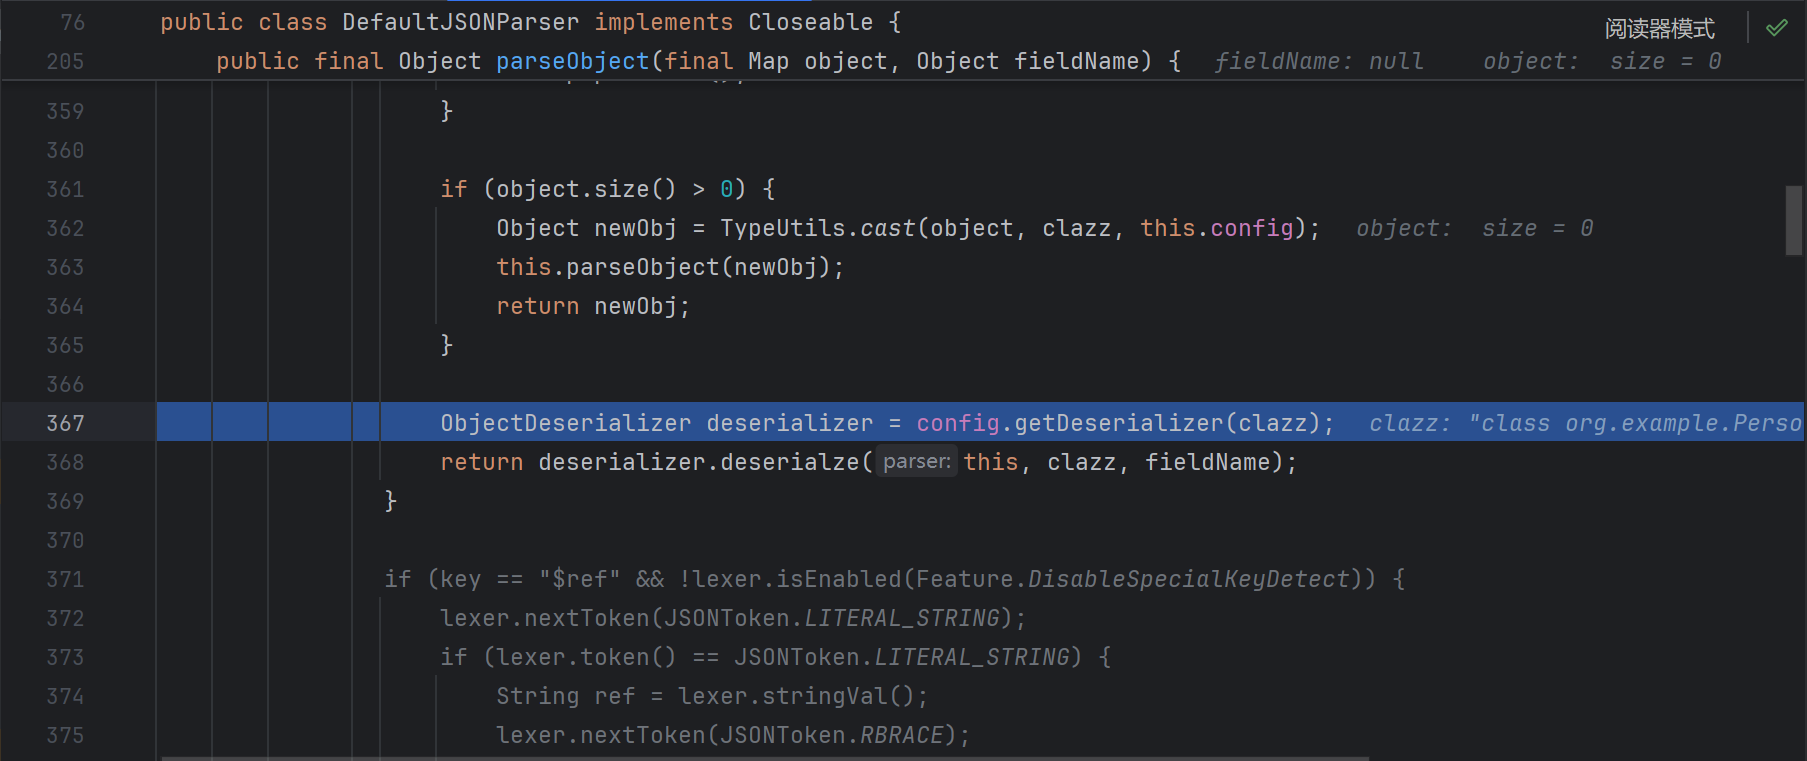 76 public class DefaultJSONParser implements Closeable {
阅读器模式
205 public final Object parseObject(final Map object, Object fieldName) { fieldName: null object: size = 0
359 }
360
361 if (object.size() > 0) {
362 Object newObj = TypeUtils.cast(object, clazz, this.config); object: size = 0
363 this.parseObject(newObj);
364 return newObj;
365 }
366
367 ObjectDeserializer deserializer = config.getDeserializer(clazz); clazz: "class org.example.Perso
368 return deserializer.deserialze( parser: this, clazz, fieldName);
369 }
370
371 if (key == "$ref" && !lexer.isEnabled(Feature.DisableSpecialKeyDetect)) {
372 lexer.nextToken(JSONToken.LITERAL_STRING);
373 if (lexer.token() == JSONToken.LITERAL_STRING) {
374 String ref = lexer.stringVal();
375 lexer.nextToken(JSONToken.RBRACE);